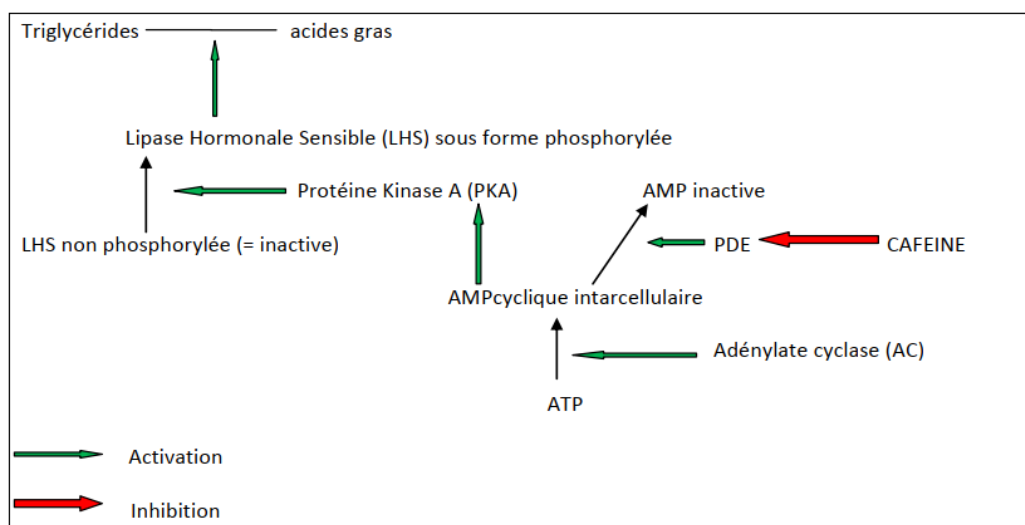 Triglycérides acides gras
Lipase Hormonale Sensible (LHS) sous forme phosphorylée
Protéine Kinase A (PKA) AMP inactive
LHS non phosphorylée (= inactive) PDE CAFEINE
AMPcyclique intarcellulaire
Adénylate cyclase (AC)
ATP
Activation
Inhibition